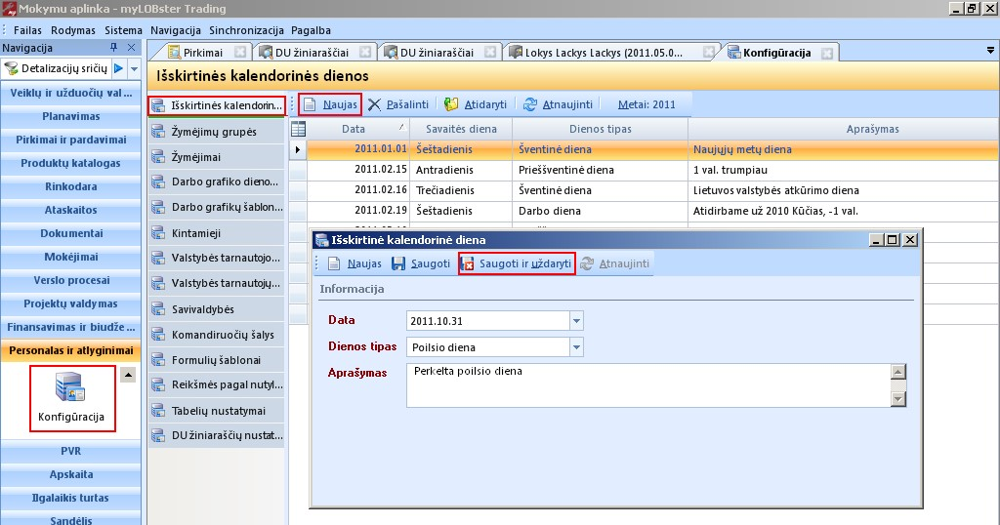 Mokymu aplinka - myLOBster Trading
Failas Rodymas Sistema Navigacija Sinchronizacija Pagalba
Navigacija
Detalizacijų sričių
Veiklų ir užduočių val ...
Planavimas
Pirkimai ir pardavimai
Produktų katalogas
Rinkodara
Ataskaitos
Dokumentai
Mokėjimai
Verslo procesai
Projektų valdymas
Finansavimas ir biudže ...
Personalas ir atlyginimai
Konfigūracija
PVR
Apskaita
Ilgalaikis turtas
Sandėlis
Pirkimai
DU žiniaraščiai
DU žiniaraščiai
Lokys Lackys Lackys (2011.05.0...
Konfigūracija
Išskirtinės kalendorinės dienos
Išskirtinės kalendorin...
Žymėjimų grupės
Žymėjimai
Darbo grafiko dieno...
Darbo grafikų šablon...
Kintamieji
Valstybės tarnautojo...
Valstybės tarnautojų...
Savivaldybės
Komandiruočių šalys
Formulių šablonai
Reikšmės pagal nutyl...
Tabelių nustatymai
DU žiniaraščių nustat...
Naujas Pašalinti Atidaryti Atnaujinti Metai: 2011
Data Savaitės diena Dienos tipas Aprašymas
2011.01.01 Šeštadienis Šventinė diena Naujųjų metų diena
2011.02.15 Antradienis Priešventinė diena 1 val. trumpiau
2011.02.16 Trečiadienis Šventinė diena Lietuvos valstybės atkūrimo diena
2011.02.19 Šeštadienis Darbo diena Atidirbame už 2010 Kūčias, -1 val.
Išskirtinė kalendorinė diena
Naujas Saugoti Saugoti ir uždaryti Atnaujinti
Informacija
Data 2011.10.31
Dienos tipas Poilsio diena
Aprašymas Perkelta poilsio diena